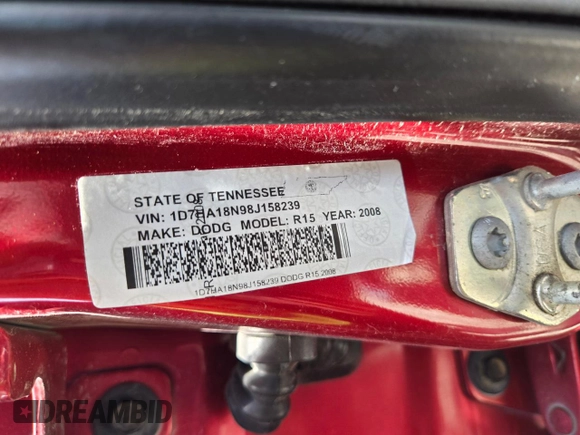 STATE OF TENNESSEE
VIN: 1D7HA18N98J158239
MAKE: DODG MODEL: R15 YEAR: 2008
1D7HA18N98J158239 DODG R15 2008
DREAMBID